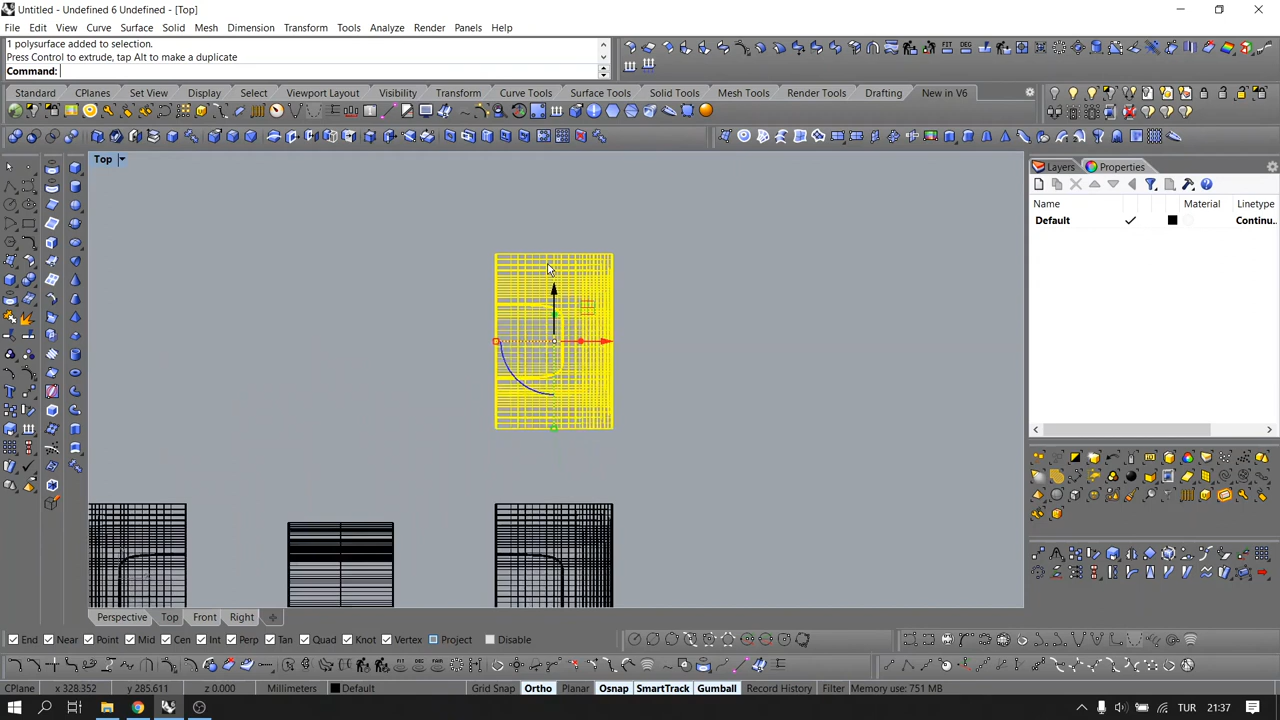 Untitled - Undefined 6 Undefined - [Top]
File Edit View Curve Surface Solid Mesh Dimension Transform Tools Analyze Render Panels Help
1 polysurface added to selection.
Press Control to extrude, tap Alt to make a duplicate
Command:
Standard CPlanes Set View Display Select Viewport Layout Visibility Transform Curve Tools Surface Tools Solid Tools Mesh Tools Render Tools Drafting New in V6
Top
Layers Properties
Name Material Linetype
Default Continu...
Perspective Top Front Right
End Near Point Mid Cen Int Perp Tan Quad Knot Vertex Project Disable
CPlane x 328.352 y 285.611 z 0.000 Millimeters Default Grid Snap Ortho Planar Osnap SmartTrack Gumball Record History Filter Memory use: 751 MB
TUR 21:37